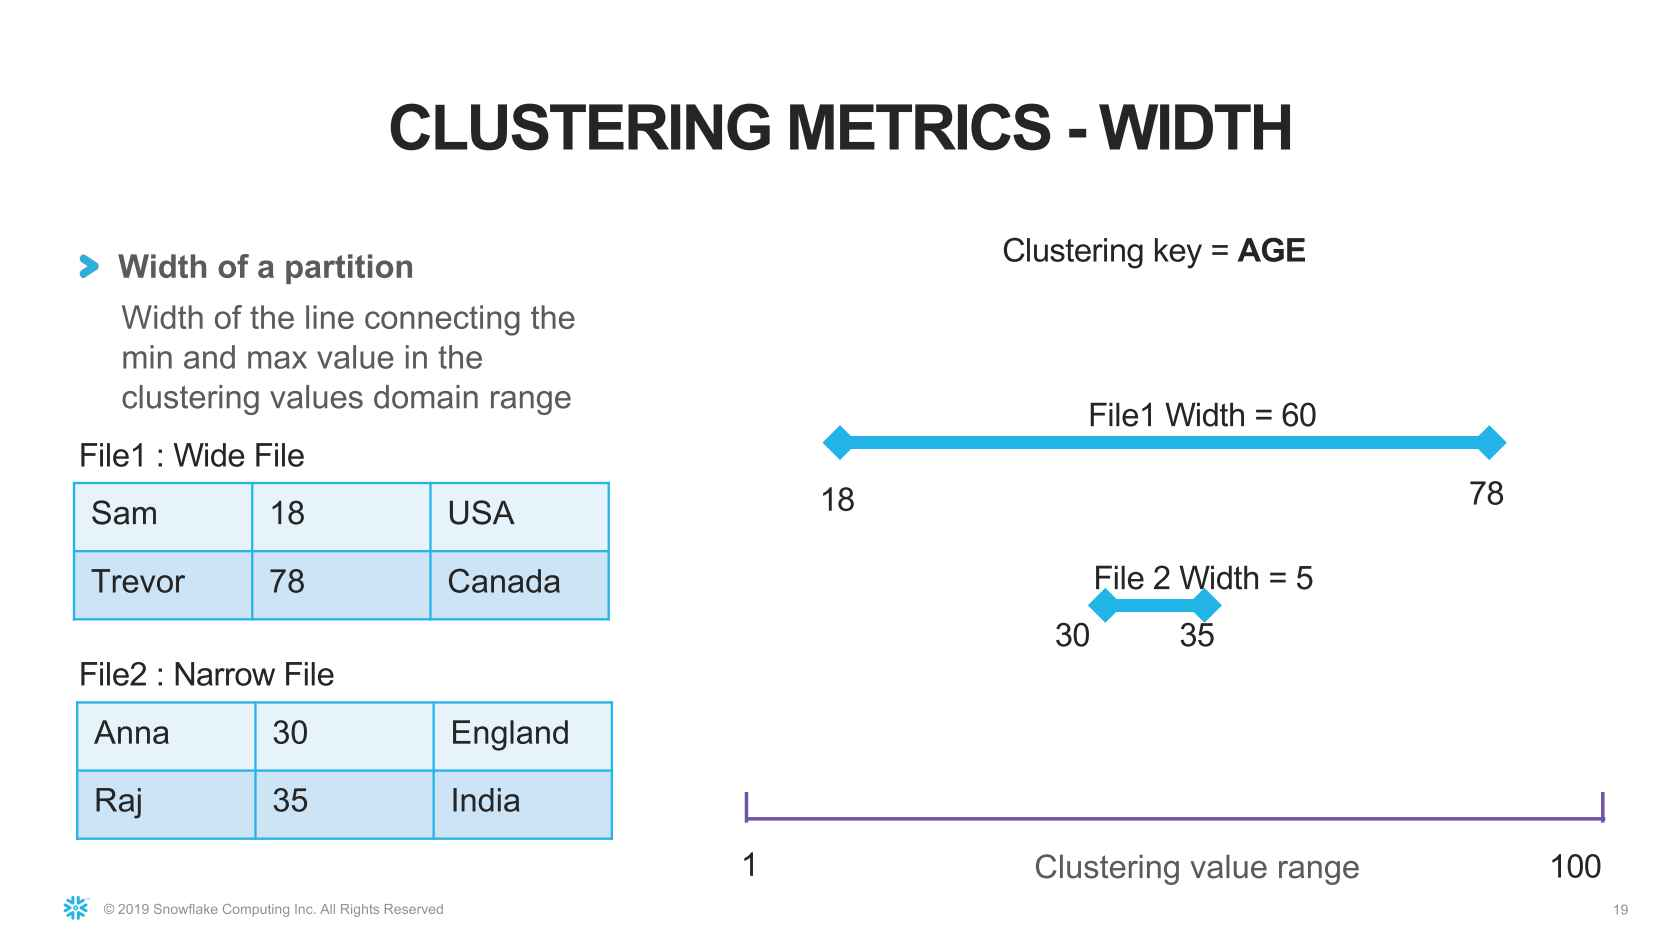 CLUSTERING METRICS - WIDTH
Width of a partition
Width of the line connecting the
min and max value in the
clustering values domain range
File1 : Wide File
Sam 18 USA
Trevor 78 Canada
File2 : Narrow File
Anna 30 England
Raj 35 India
Clustering key = AGE
File1 Width = 60
18 78
File 2 Width = 5
30 35
1 Clustering value range 100
© 2019 Snowflake Computing Inc. All Rights Reserved
19